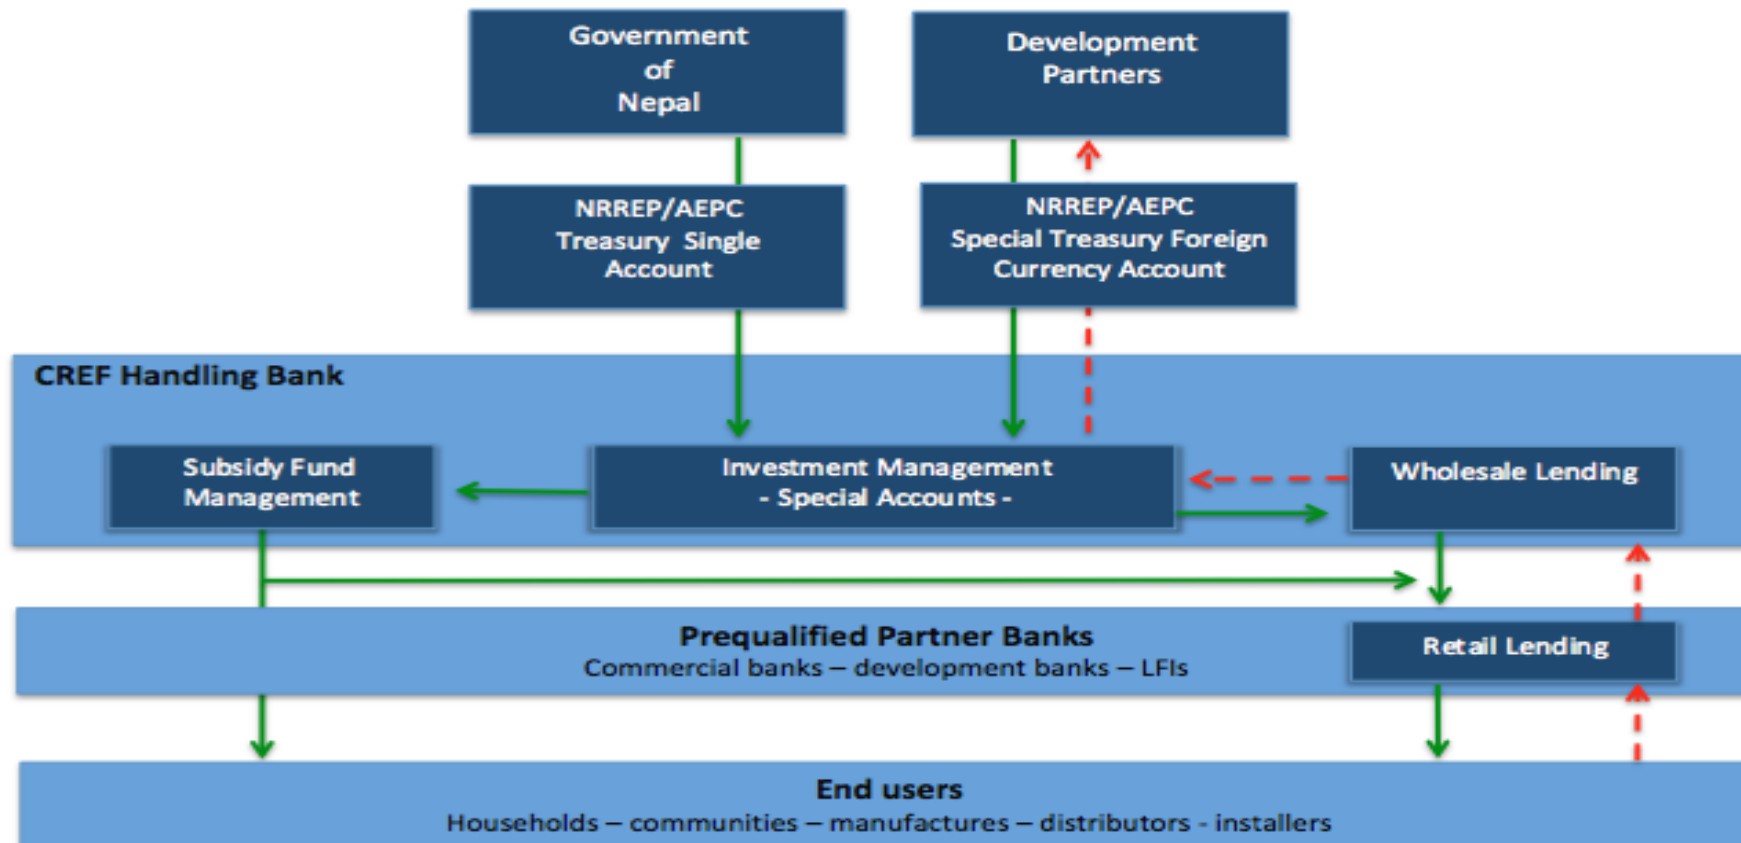 Government
of
Nepal
Development
Partners
NRREP/AEPC
Treasury Single
Account
NRREP/AEPC
Special Treasury Foreign
Currency Account
CREF Handling Bank
Subsidy Fund
Management
Investment Management
- Special Accounts -
Wholesale Lending
Prequalified Partner Banks
Commercial banks – development banks – LFIs
Retail Lending
End users
Households – communities – manufactures – distributors - installers